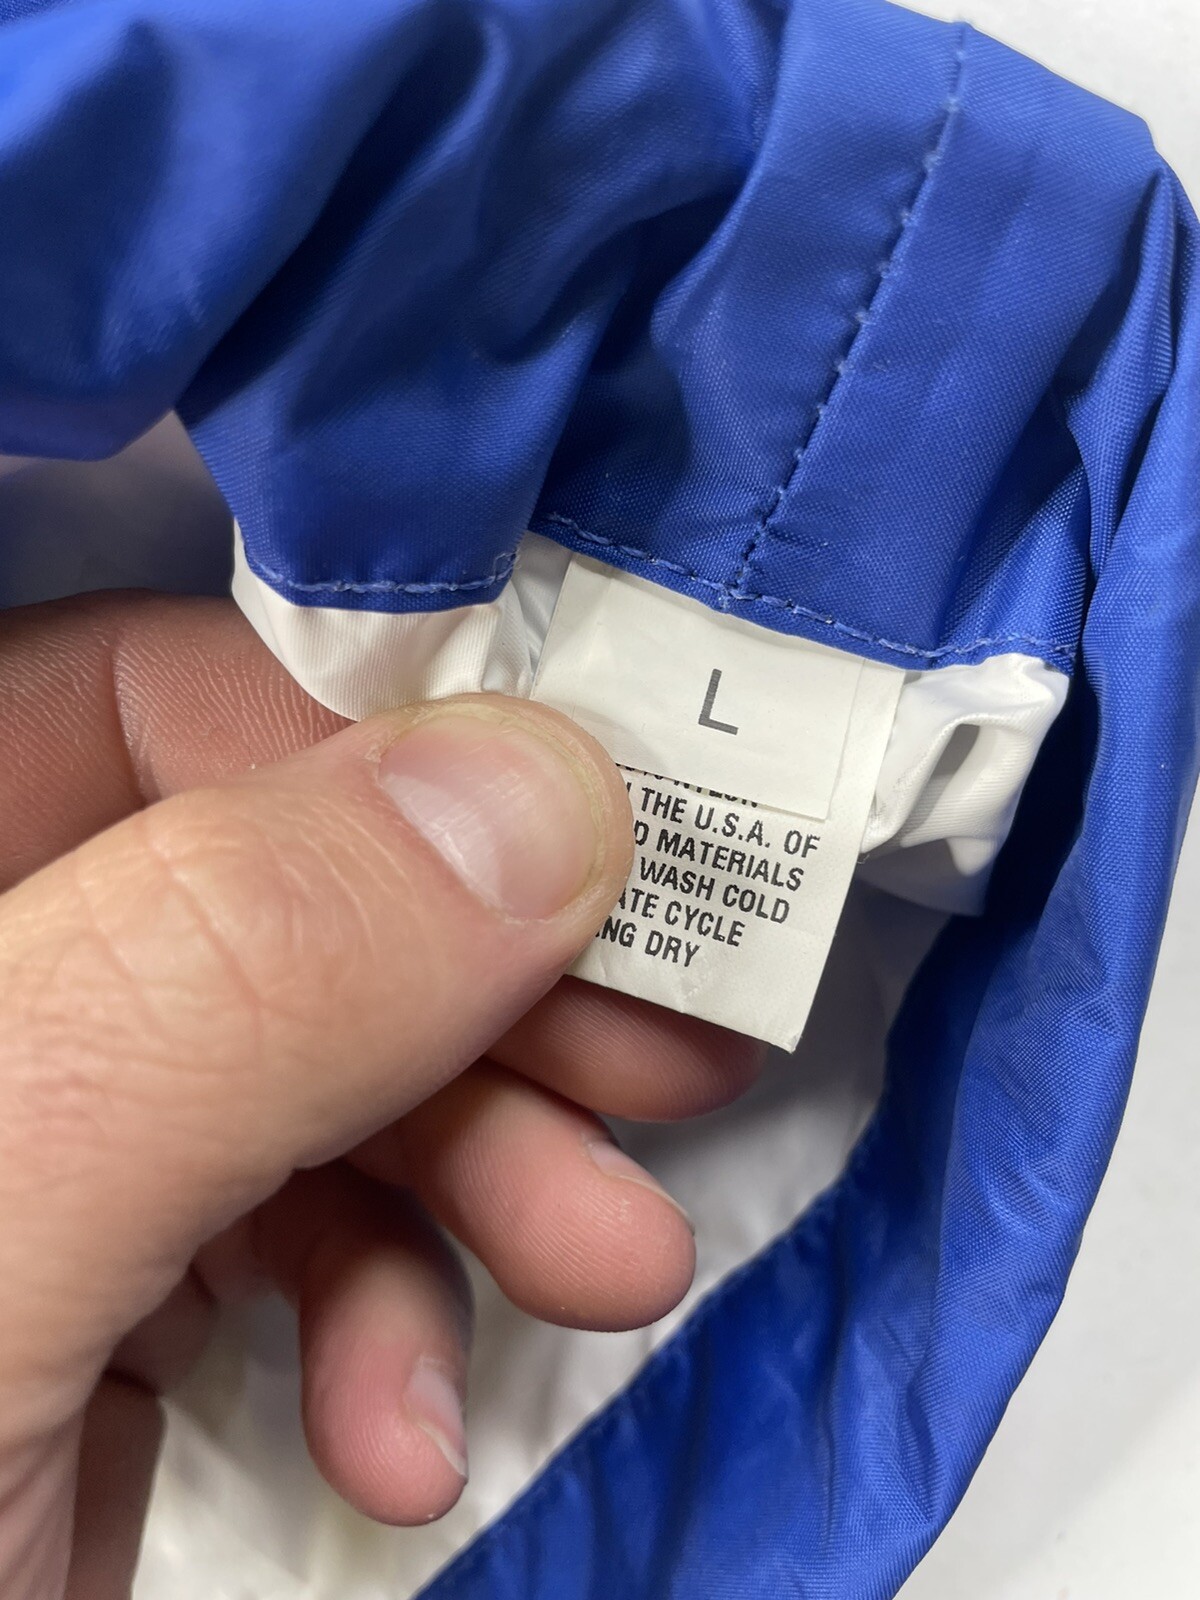 L
THE U.S.A. OF
MATERIALS
WASH COLD
CYCLE
DRY